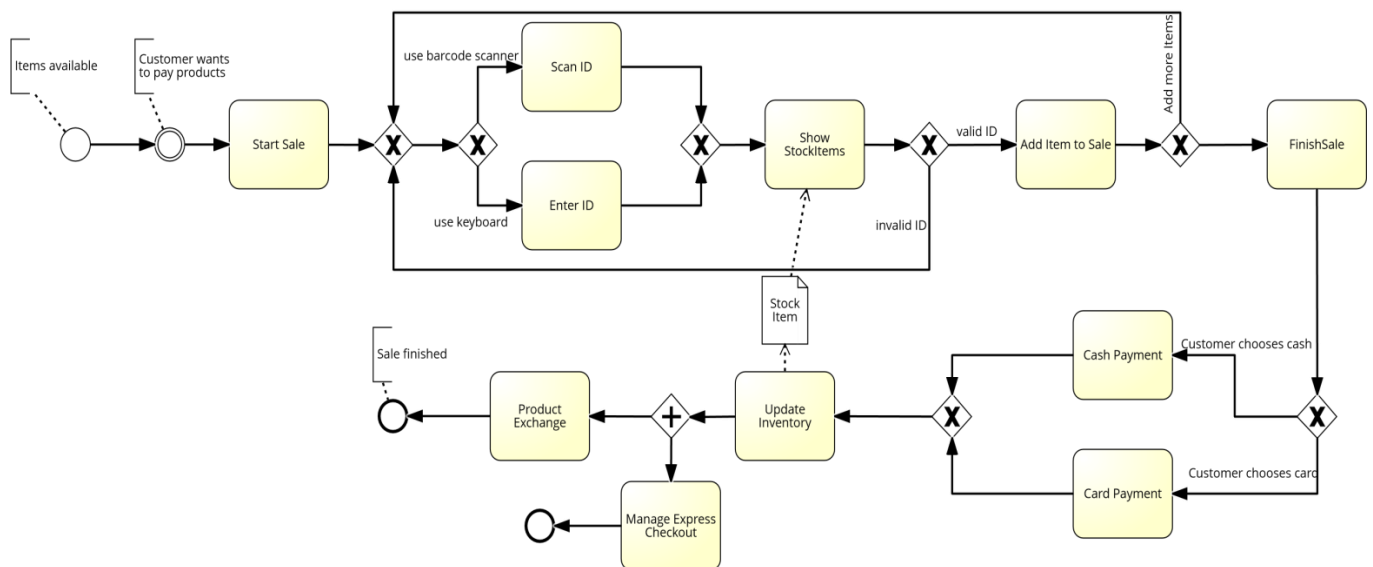 Items available
Customer wants
to pay products
Start Sale
use barcode scanner
Scan ID
use keyboard
Enter ID
Show
StockItems
valid ID
invalid ID
Add Item to Sale
Add more Items
FinishSale
Stock
Item
Customer chooses cash
Cash Payment
Customer chooses card
Card Payment
Update
Inventory
Product
Exchange
Sale finished
Manage Express
Checkout